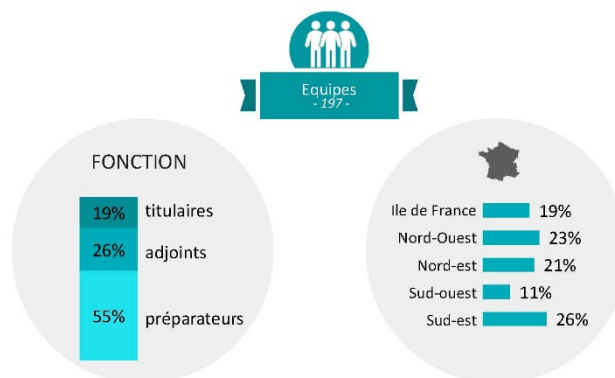 Equipes
- 197 -
FONCTION
19% titulaires
26% adjoints
55% préparateurs
Ile de France 19%
Nord-Ouest 23%
Nord-est 21%
Sud-ouest 11%
Sud-est 26%